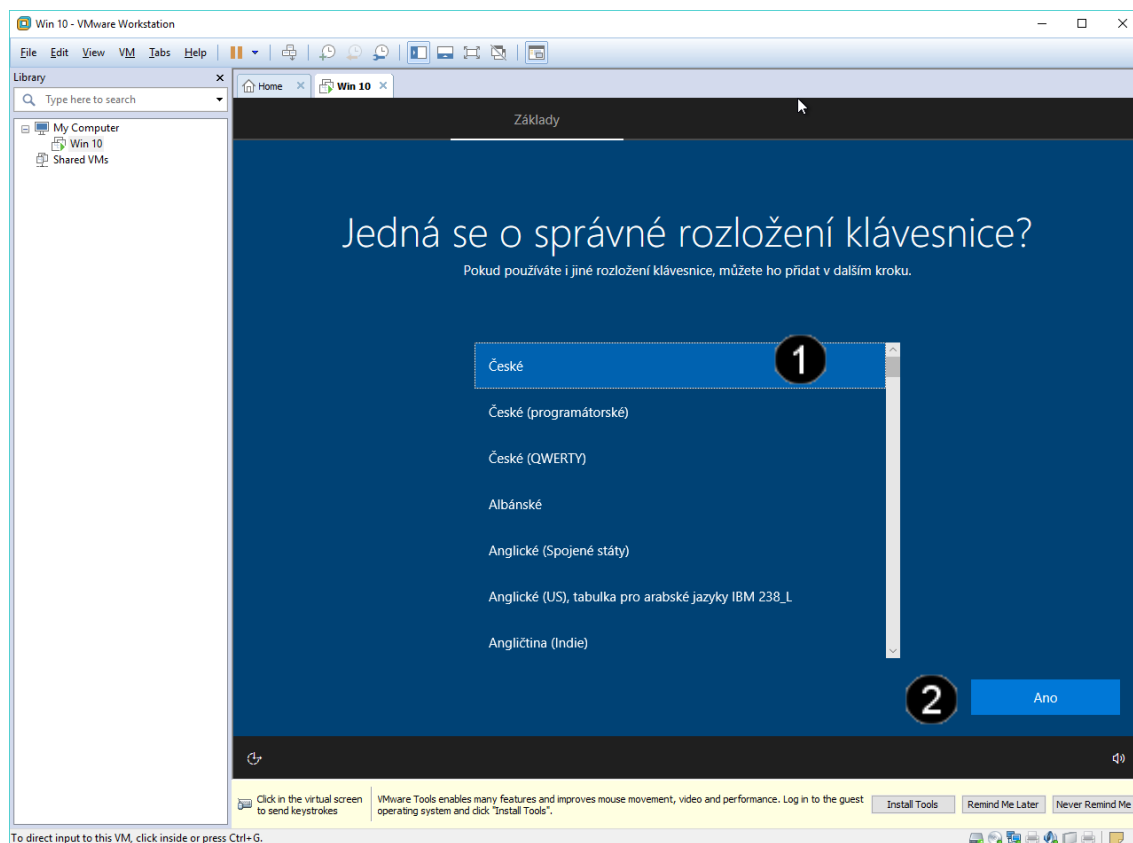 Win 10 - VMware Workstation
File Edit View VM Tabs Help
Library
Home
Win 10
Type here to search
My Computer
Win 10
Shared VMs
Základy
Jedná se o správné rozložení klávesnice?
Pokud používáte i jiné rozložení klávesnice, můžete ho přidat v dalším kroku.
České
1
České (programátorské)
České (QWERTY)
Albánské
Anglické (Spojené státy)
Anglické (US), tabulka pro arabské jazyky IBM 238_L
Angličtina (Indie)
2
Ano
Click in the virtual screen
to send keystrokes
VMware Tools enables many features and improves mouse movement, video and performance. Log in to the guest
operating system and click "Install Tools".
Install Tools
Remind Me Later
Never Remind Me
To direct input to this VM, click inside or press Ctrl+G.